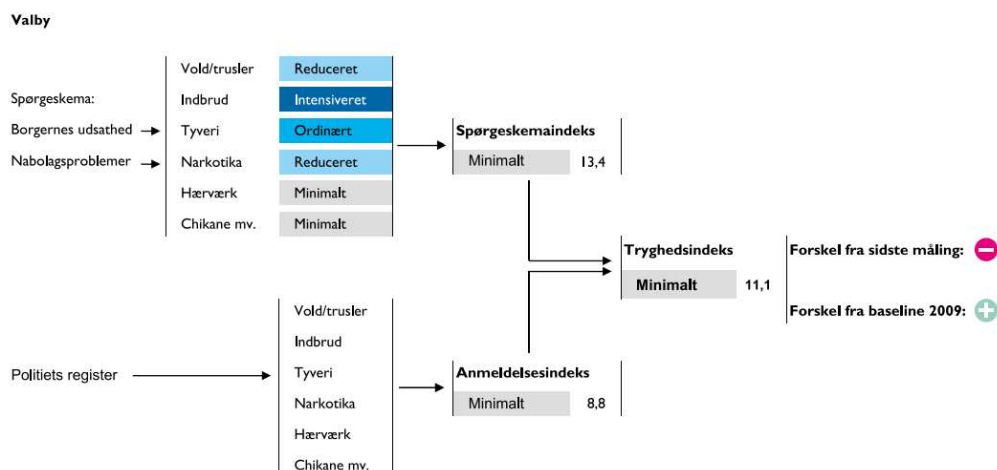 Valby
Spørgeskema:
Borgernes udsathed
Nabolagsproblemer
Vold/trusler Reduceret
Indbrud Intensiveret
Tyveri Ordinært
Narkotika Reduceret
Hærværk Minimalt
Chikane mv. Minimalt
Spørgeskemaindeks
Minimalt 13,4
Tryghedsindeks
Minimalt 11,1
Forskel fra sidste måling:
Forskel fra baseline 2009:
Politiets register
Vold/trusler
Indbrud
Tyveri
Narkotika
Hærværk
Chikane mv.
Anmeldelsesindeks
Minimalt 8,8